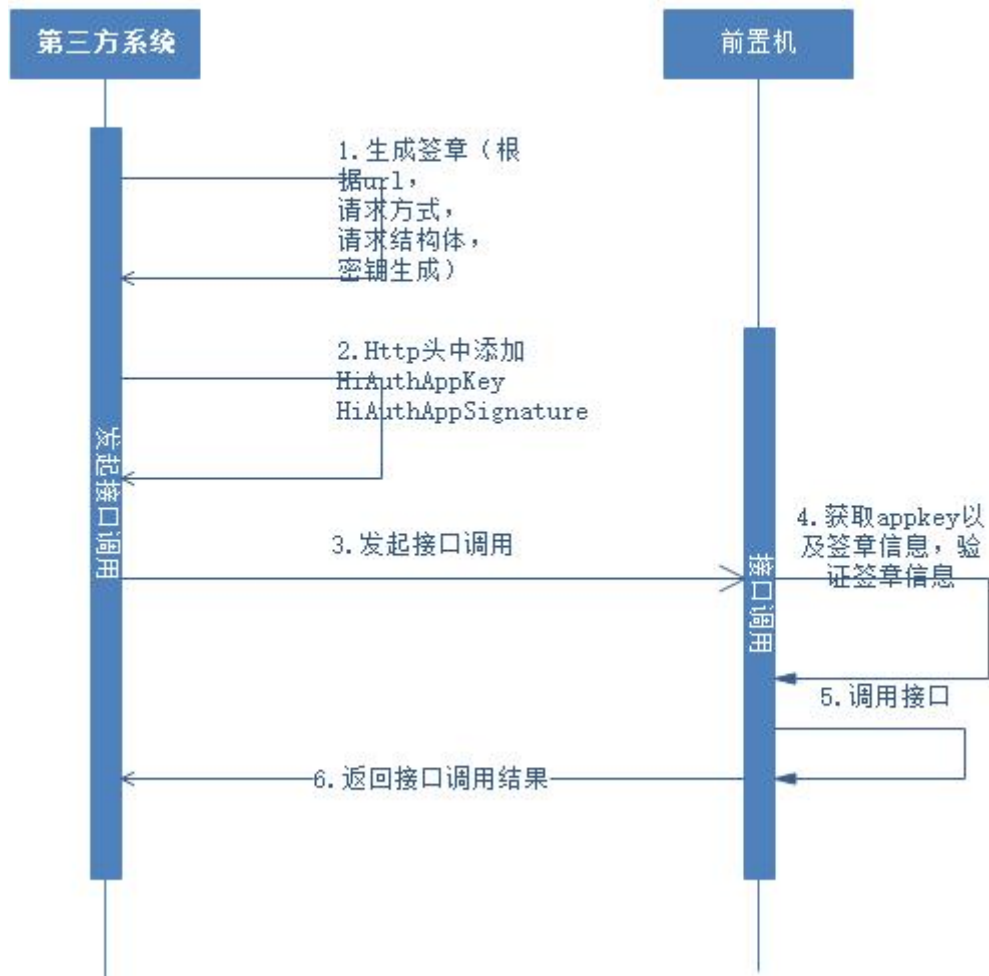 第三方系统
前置机
1.生成签章（根
据url，
请求方式，
请求结构体，
密钥生成）
2.Http头中添加
HiAuthAppKey
HiAuthAppSignature
发起接口调用
3.发起接口调用
接口调用
4.获取appkey以
及签章信息，验
证签章信息
5.调用接口
6.返回接口调用结果